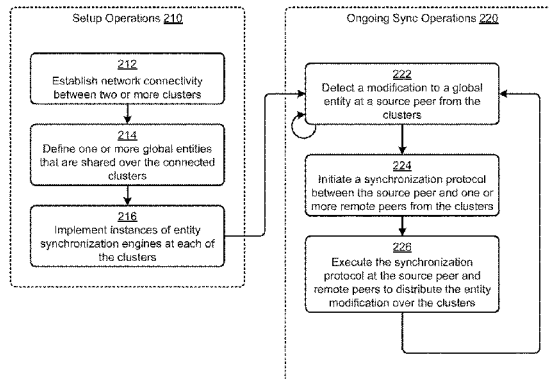 Setup Operations 210
212
Establish network connectivity
between two or more clusters
214
Define one or more global entities
that are shared over the connected
clusters
216
Implement instances of entity
synchronization engines at each of
the clusters
Ongoing Sync Operations 220
222
Detect a modification to a global
entity at a source peer from the
clusters
224
Initiate a synchronization protocol
between the source peer and one or
more remote peers from the clusters
226
Execute the synchronization
protocol at the source peer and
remote peers to distribute the entity
modification over the clusters